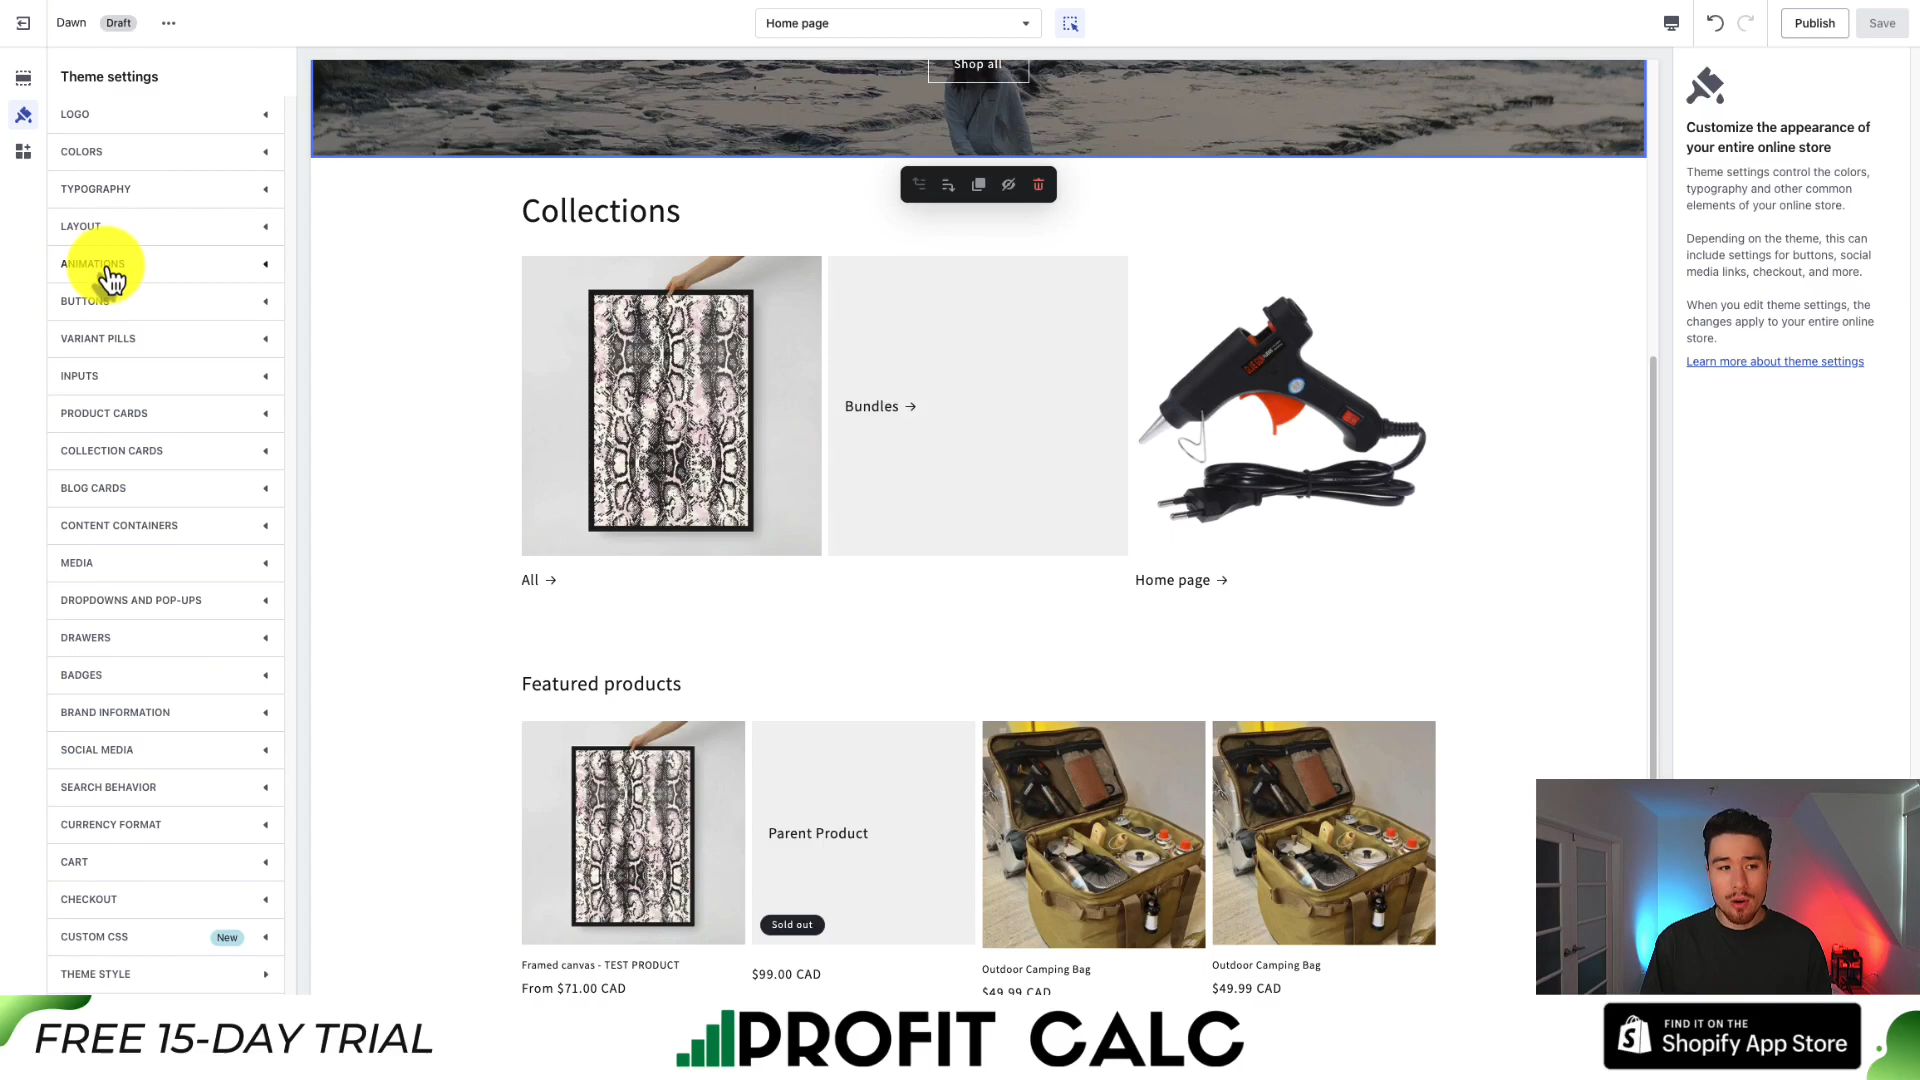 Dawn
Draft
Home page
Publish
Save
Theme settings
LOGO
COLORS
TYPOGRAPHY
LAYOUT
ANIMATIONS
BUTTONS
VARIANT PILLS
INPUTS
PRODUCT CARDS
COLLECTION CARDS
BLOG CARDS
CONTENT CONTAINERS
MEDIA
DROPDOWNS AND POP-UPS
DRAWERS
BADGES
BRAND INFORMATION
SOCIAL MEDIA
SEARCH BEHAVIOR
CURRENCY FORMAT
CART
CHECKOUT
CUSTOM CSS New
THEME STYLE
Shop all
Collections
Bundles →
All →
Home page →
Featured products
Parent Product
Sold out
Framed canvas - TEST PRODUCT
From $71.00 CAD
$99.00 CAD
Outdoor Camping Bag
$49.99 CAD
Outdoor Camping Bag
$49.99 CAD
Customize the appearance of
your entire online store
Theme settings control the colors,
typography and other common
elements of your online store.
Depending on the theme, this can
include settings for buttons, social
media links, checkout, and more.
When you edit theme settings, the
changes apply to your entire online
store.
Learn more about theme settings
FREE 15-DAY TRIAL
PROFIT CALC
FIND IT ON THE
Shopify App Store